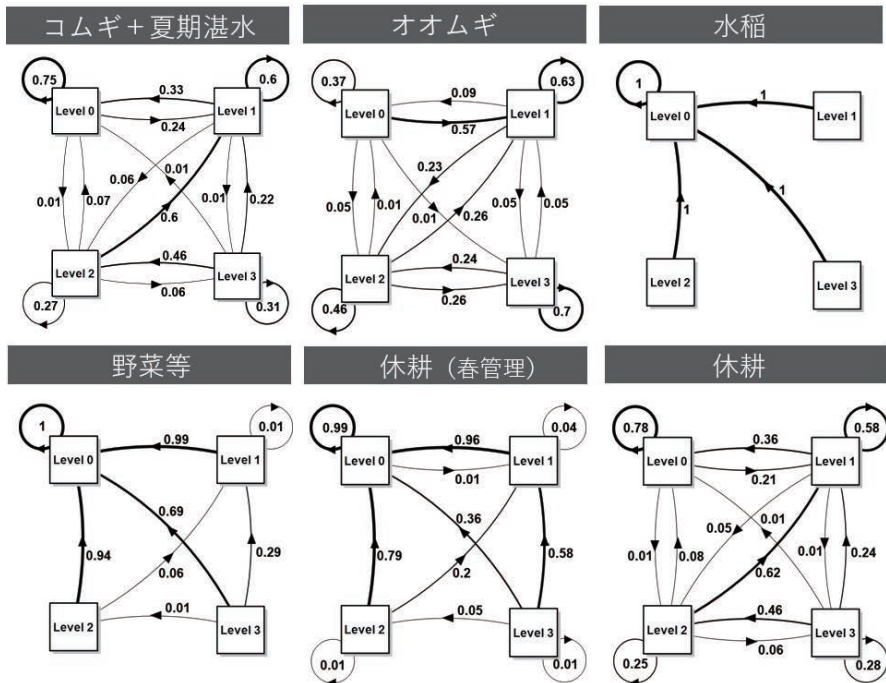 コムギ＋夏期湛水
0.75
0.6
0.33
Level 0
Level 1
0.24
0.06
0.01
0.01
0.07
0.01
0.22
0.6
Level 2
0.46
Level 3
0.06
0.27
0.31
オオムギ
0.37
0.63
0.09
Level 0
Level 1
0.57
0.23
0.05
0.01
0.01
0.26
0.05
0.05
Level 2
0.24
Level 3
0.26
0.46
0.7
水稲
1
Level 0
1
Level 1
1
1
Level 2
Level 3
野菜等
1
0.01
0.99
Level 0
Level 1
0.69
0.94
0.06
0.29
Level 2
0.01
Level 3
休耕（春管理）
0.99
0.04
0.96
Level 0
Level 1
0.01
0.36
0.79
0.2
0.58
Level 2
0.05
Level 3
0.01
0.01
休耕
0.78
0.58
0.36
Level 0
Level 1
0.21
0.05
0.01
0.01
0.08
0.01
0.24
0.62
Level 2
0.46
Level 3
0.06
0.25
0.28